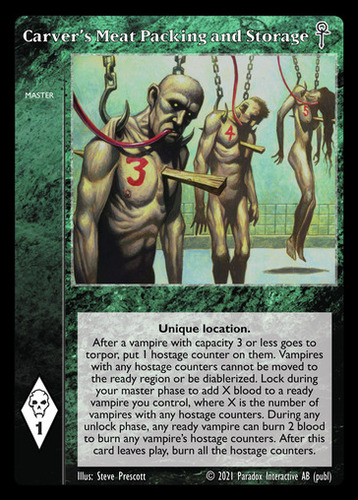 Carver's Meat Packing and Storage
MASTER
3
4
5
Unique location.
After a vampire with capacity 3 or less goes to
torpor, put 1 hostage counter on them. Vampires
with any hostage counters cannot be moved to
the ready region or be diablerized. Lock during
your master phase to add X blood to a ready
vampire you control, where X is the number of
vampires with any hostage counters. During any
unlock phase, any ready vampire can burn 2 blood
to burn any vampire's hostage counters. After this
card leaves play, burn all the hostage counters.
1
Illus: Steve Prescott
© 2021 Paradox Interactive AB (publ)